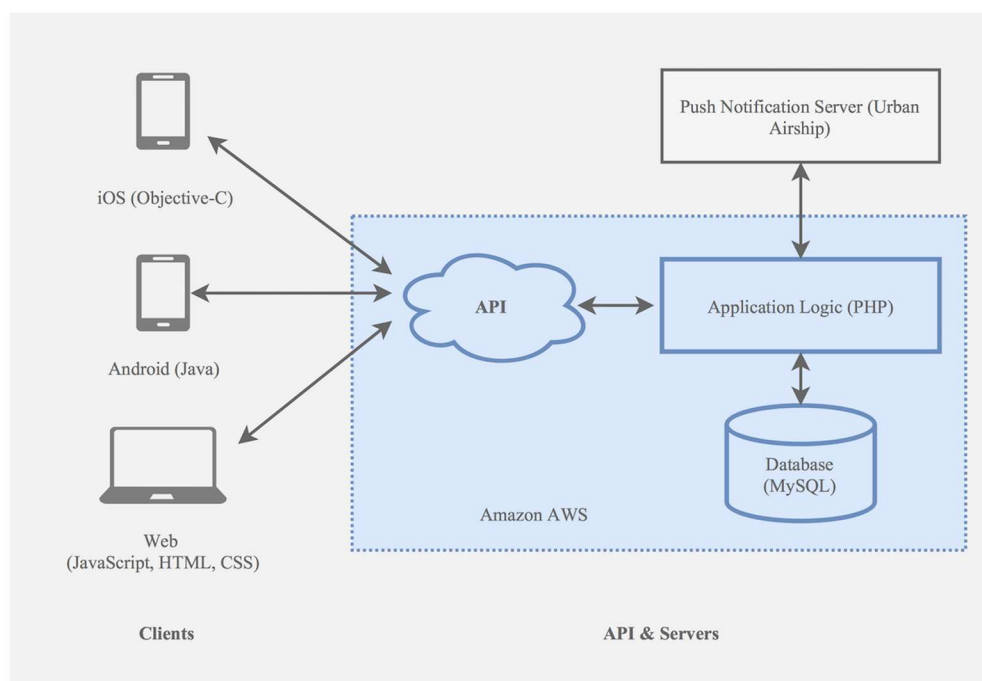 iOS (Objective-C)
Android (Java)
Web
(JavaScript, HTML, CSS)
Clients
Push Notification Server (Urban
Airship)
API
Application Logic (PHP)
Database
(MySQL)
Amazon AWS
API & Servers